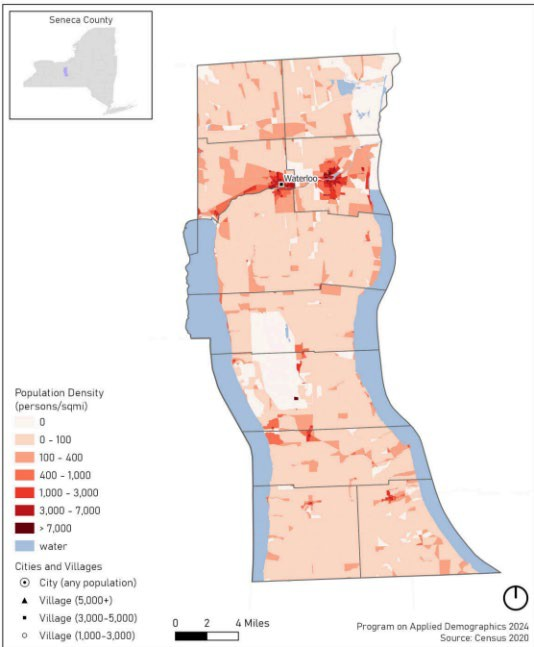 Seneca County
Waterloo
Population Density
(persons/sqmi)
0
0 - 100
100 - 400
400 - 1,000
1,000 - 3,000
3,000 - 7,000
> 7,000
water
Cities and Villages
City (any population)
Village (5,000+)
Village (3,000-5,000)
Village (1,000-3,000)
0 2 4 Miles
Program on Applied Demographics 2024
Source: Census 2020